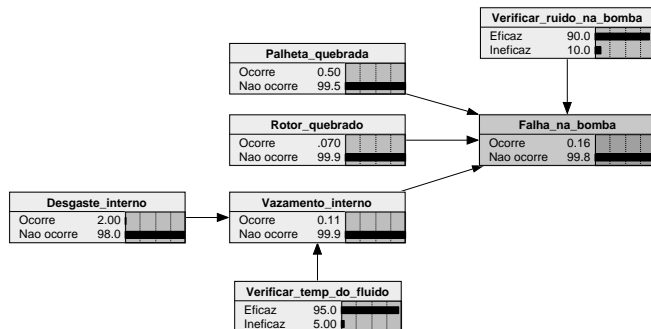 Verificar_ruido_na_bomba
Eficaz 90.0
Ineficaz 10.0
Palheta_quebrada
Ocorre 0.50
Nao ocorre 99.5
Rotor_quebrado
Ocorre .070
Nao ocorre 99.9
Falha_na_bomba
Ocorre 0.16
Nao ocorre 99.8
Desgaste_interno
Ocorre 2.00
Nao ocorre 98.0
Vazamento_interno
Ocorre 0.11
Nao ocorre 99.9
Verificar_temp_do_fluido
Eficaz 95.0
Ineficaz 5.00